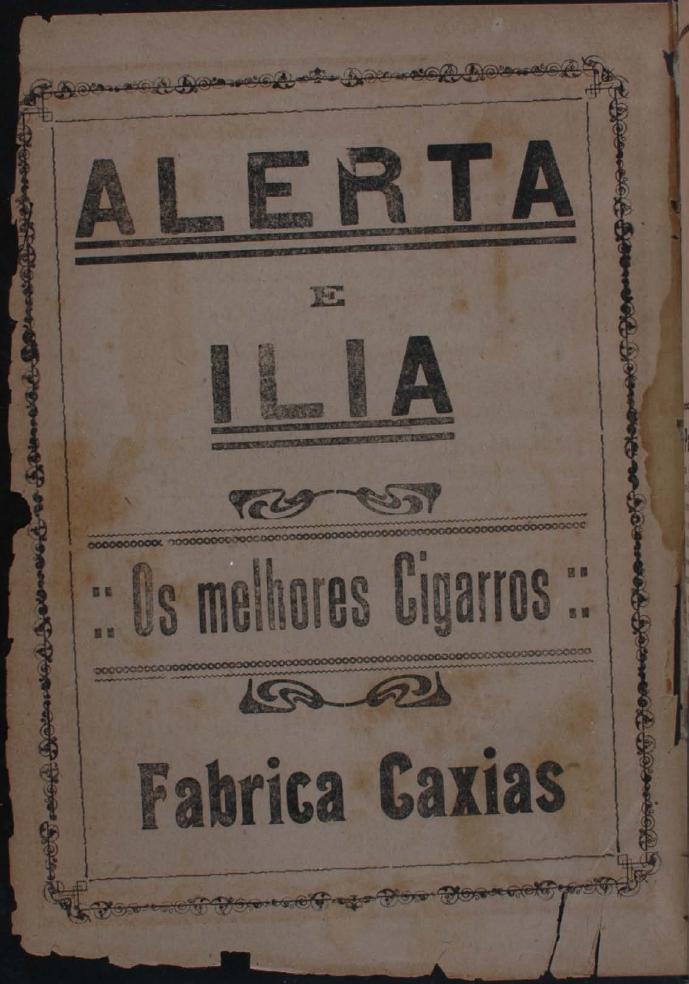 ALERTA
E
ILIA
:: Os melhores Cigarros ::
Fabrica Caxias